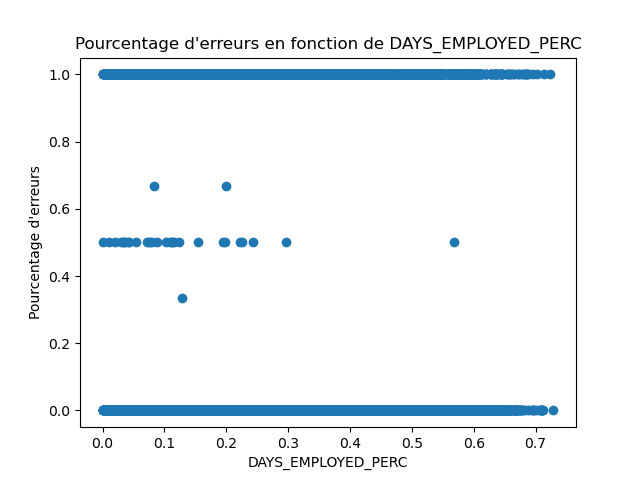 Pourcentage d'erreurs en fonction de DAYS_EMPLOYED_PERC
1.0
0.8
0.6
0.4
0.2
0.0
Pourcentage d'erreurs
0.0 0.1 0.2 0.3 0.4 0.5 0.6 0.7
DAYS_EMPLOYED_PERC